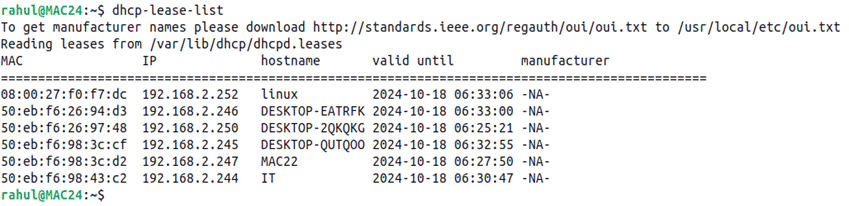 rahul@MAC24:~$ dhcp-lease-list
To get manufacturer names please download http://standards.ieee.org/regauth/oui/oui.txt to /usr/local/etc/oui.txt
Reading leases from /var/lib/dhcp/dhcpd.leases
MAC                IP              hostname       valid until         manufacturer
===============================================================================================
08:00:27:f0:f7:dc  192.168.2.252   linux          2024-10-18 06:33:06 -NA-
50:eb:f6:26:94:d3  192.168.2.246   DESKTOP-EATRFK 2024-10-18 06:33:00 -NA-
50:eb:f6:26:97:48  192.168.2.250   DESKTOP-2QKQKG 2024-10-18 06:25:21 -NA-
50:eb:f6:98:3c:cf  192.168.2.245   DESKTOP-QUTQOO 2024-10-18 06:32:55 -NA-
50:eb:f6:98:3c:d2  192.168.2.247   MAC22          2024-10-18 06:27:50 -NA-
50:eb:f6:98:43:c2  192.168.2.244   IT             2024-10-18 06:30:47 -NA-
rahul@MAC24:~$